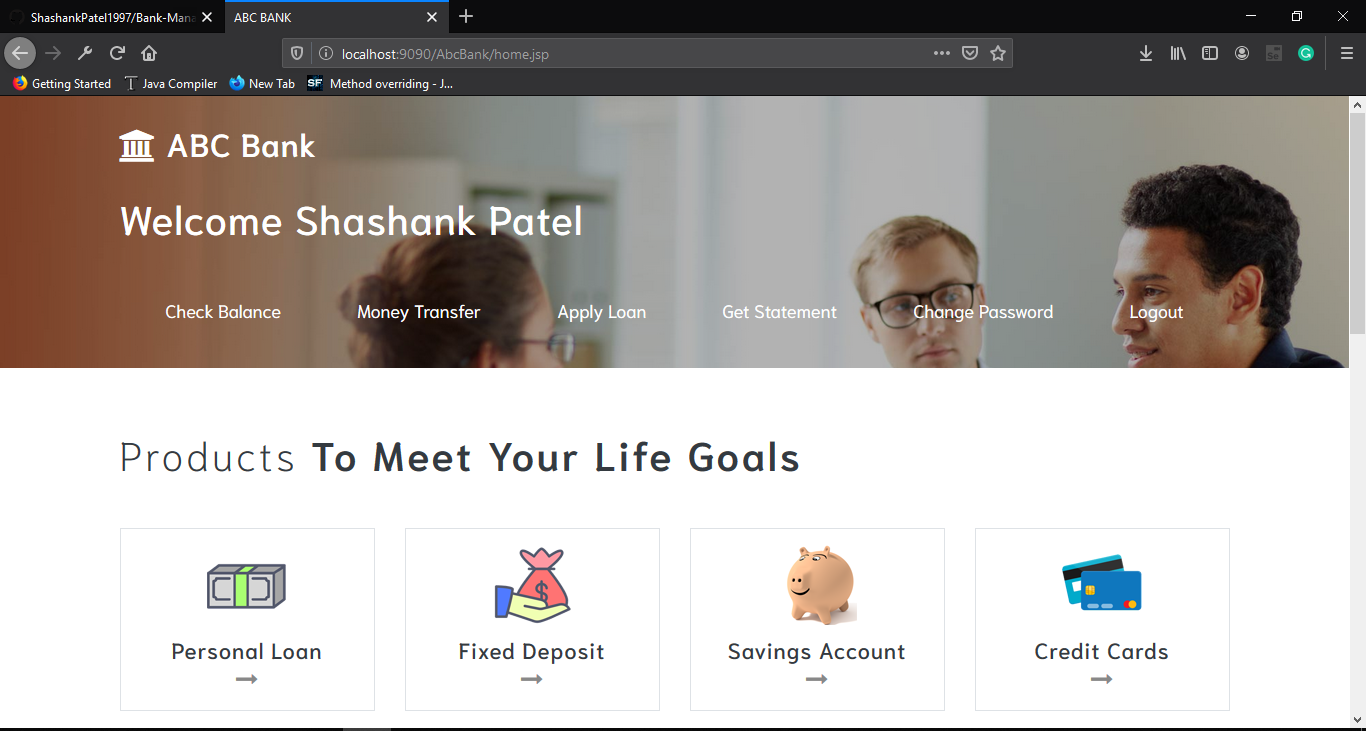 ShashankPatel1997/Bank-Mana
ABC BANK
localhost:9090/AbcBank/home.jsp
Getting Started
Java Compiler
New Tab
SF Method overriding - J...
ABC Bank
Welcome Shashank Patel
Check Balance Money Transfer Apply Loan Get Statement Change Password Logout
Products To Meet Your Life Goals
Personal Loan
Fixed Deposit
Savings Account
Credit Cards